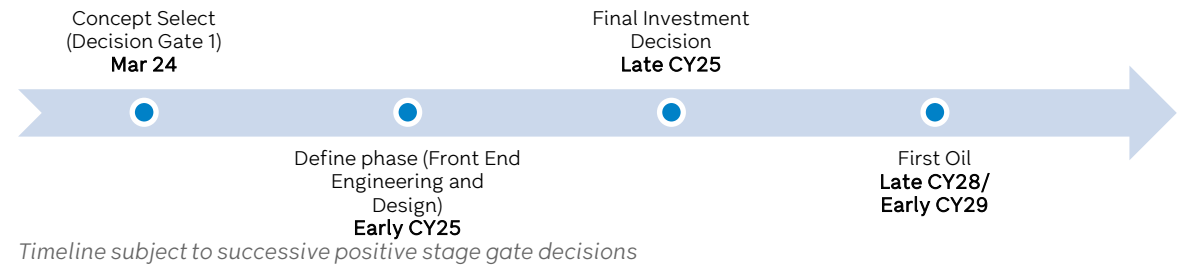 Concept Select
(Decision Gate 1)
Mar 24
Final Investment
Decision
Late CY25
Define phase (Front End
Engineering and
Design)
Early CY25
First Oil
Late CY28/
Early CY29
Timeline subject to successive positive stage gate decisions